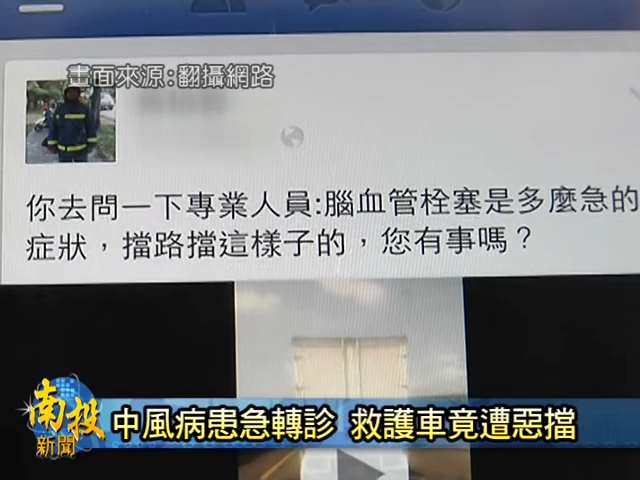 畫面來源:翻攝網路
你去問一下專業人員:腦血管栓塞是多麼急的
症狀，擋路擋這樣子的，您有事嗎？
南投
新聞
中風病患急轉診 救護車竟遭惡擋